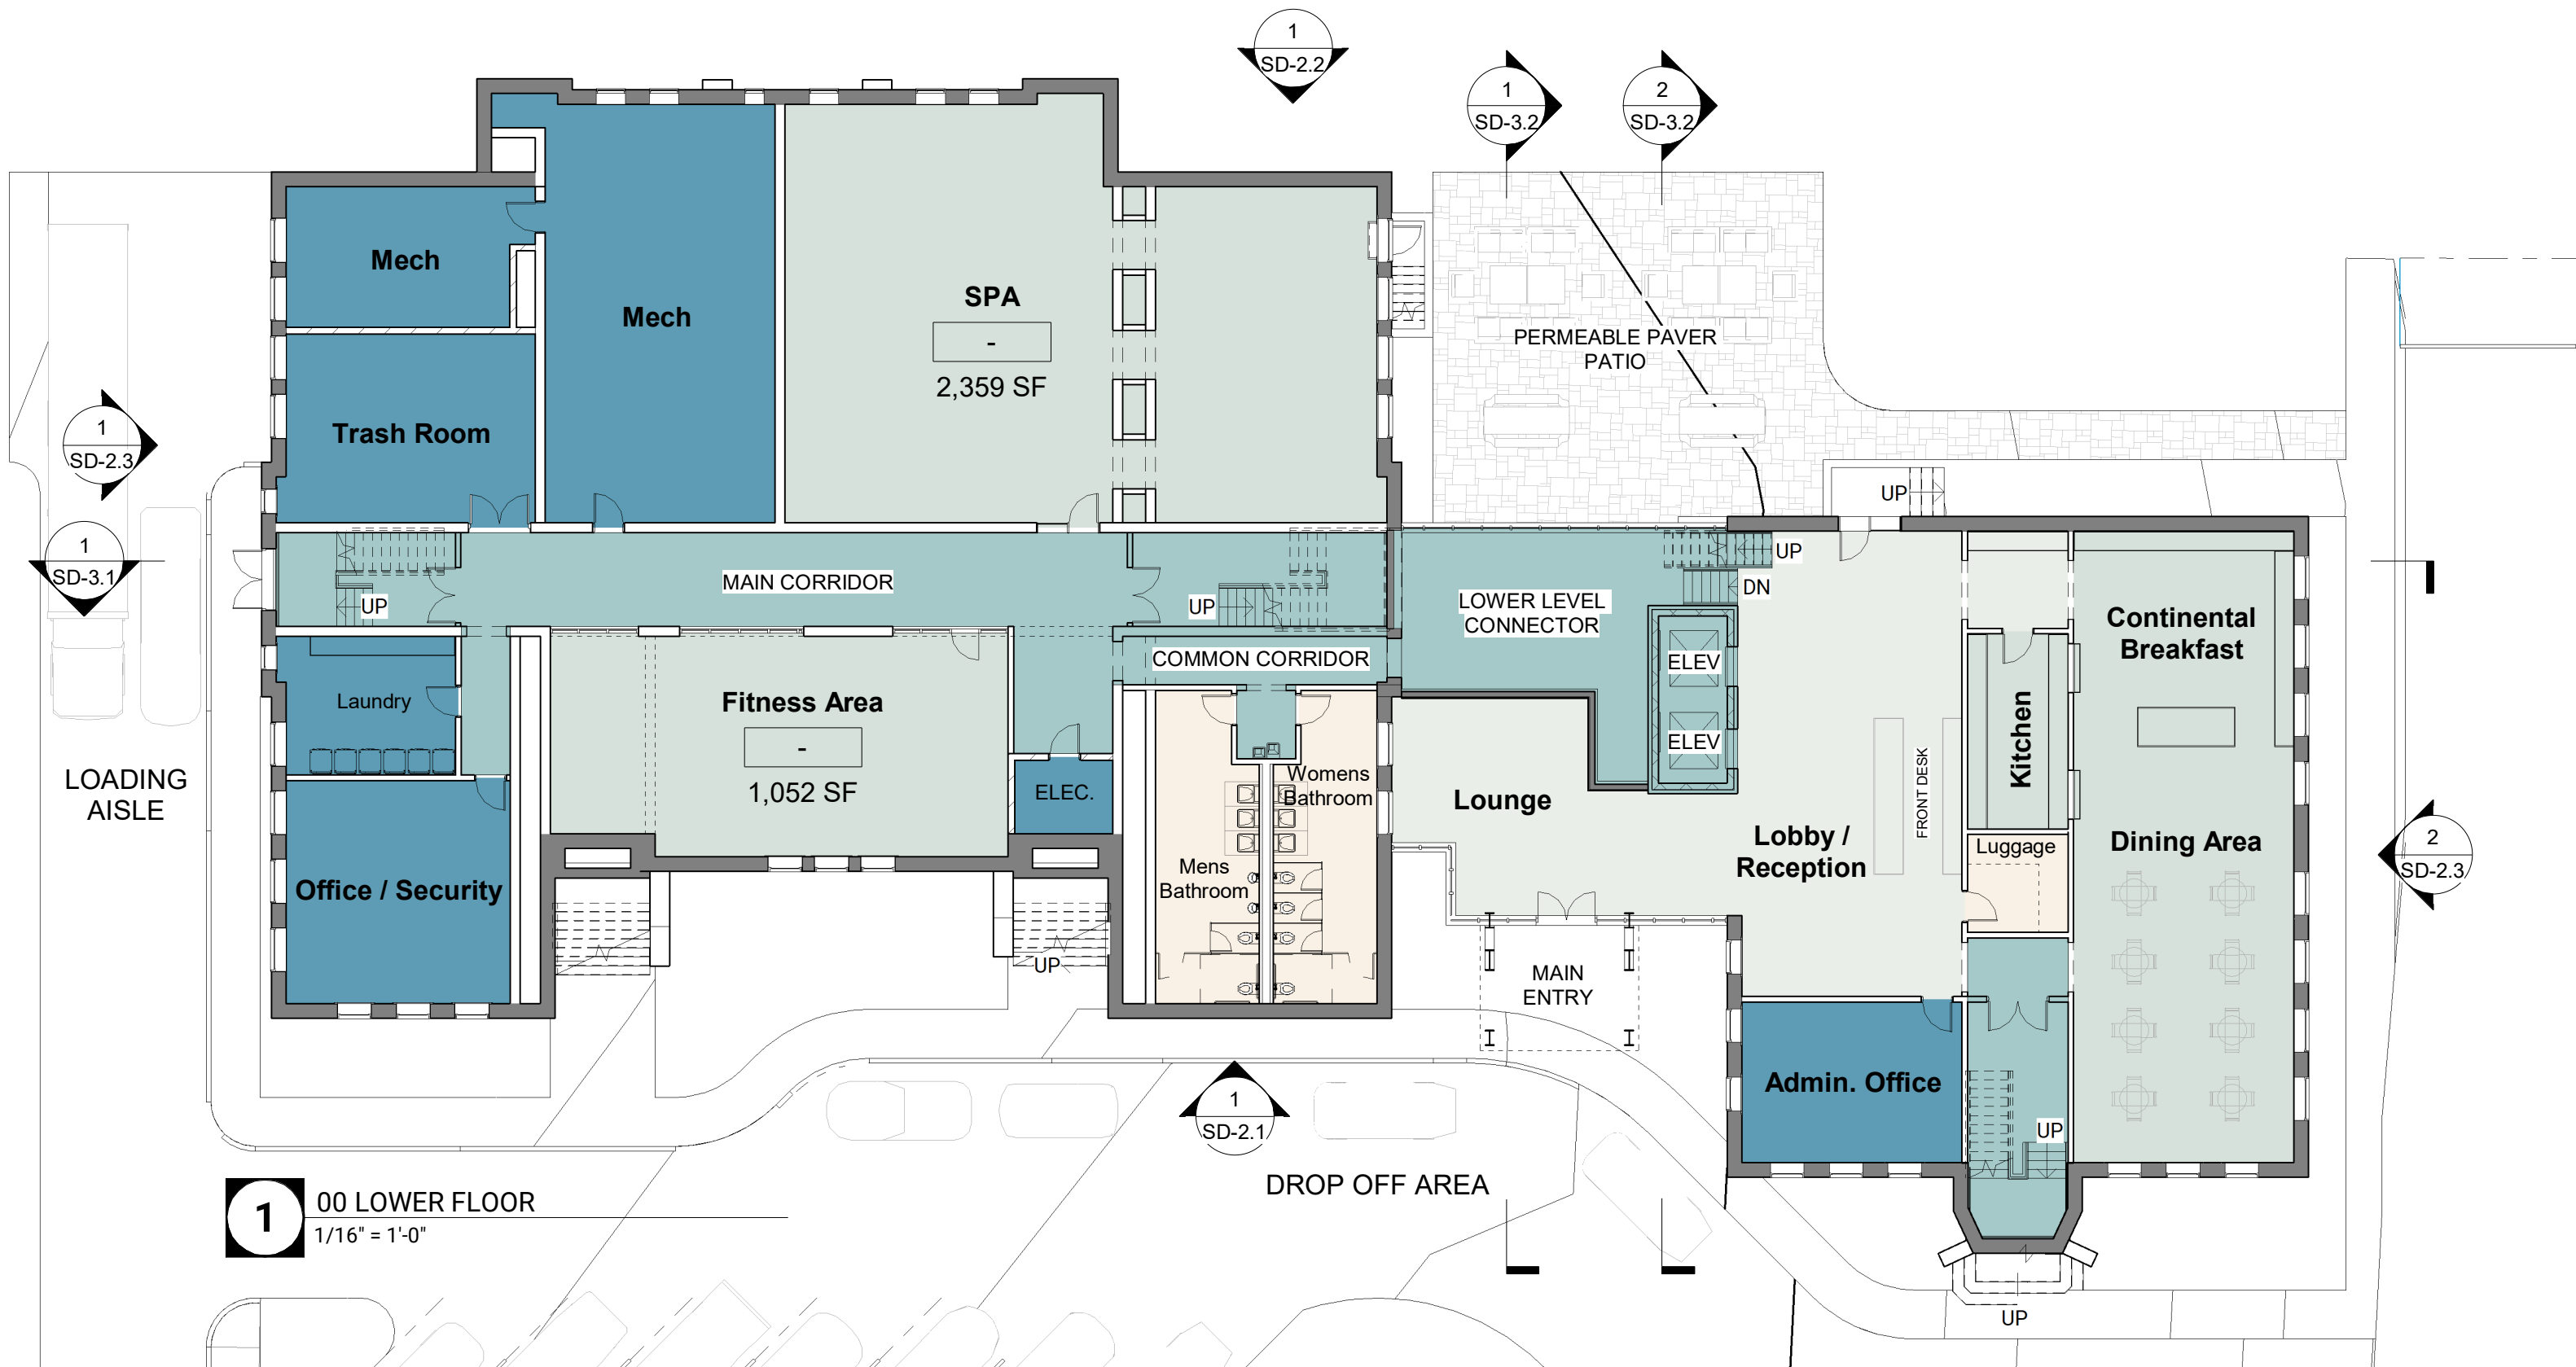 1
SD-2.2
1
SD-3.2
2
SD-3.2
Mech
Mech
SPA
-
2,359 SF
PERMEABLE PAVER
PATIO
Trash Room
1
SD-2.3
1
SD-3.1
UP
MAIN CORRIDOR
UP
LOWER LEVEL
CONNECTOR
UP
DN
UP
COMMON CORRIDOR
ELEV
ELEV
Continental
Breakfast
Laundry
Fitness Area
-
1,052 SF
ELEC.
LOADING
AISLE
Womens
Bathroom
Mens
Bathroom
Lounge
Lobby /
Reception
FRONT DESK
Kitchen
Luggage
Dining Area
2
SD-2.3
Office / Security
UP
MAIN
ENTRY
Admin. Office
UP
1
SD-2.1
DROP OFF AREA
1
00 LOWER FLOOR
1/16" = 1'-0"
UP